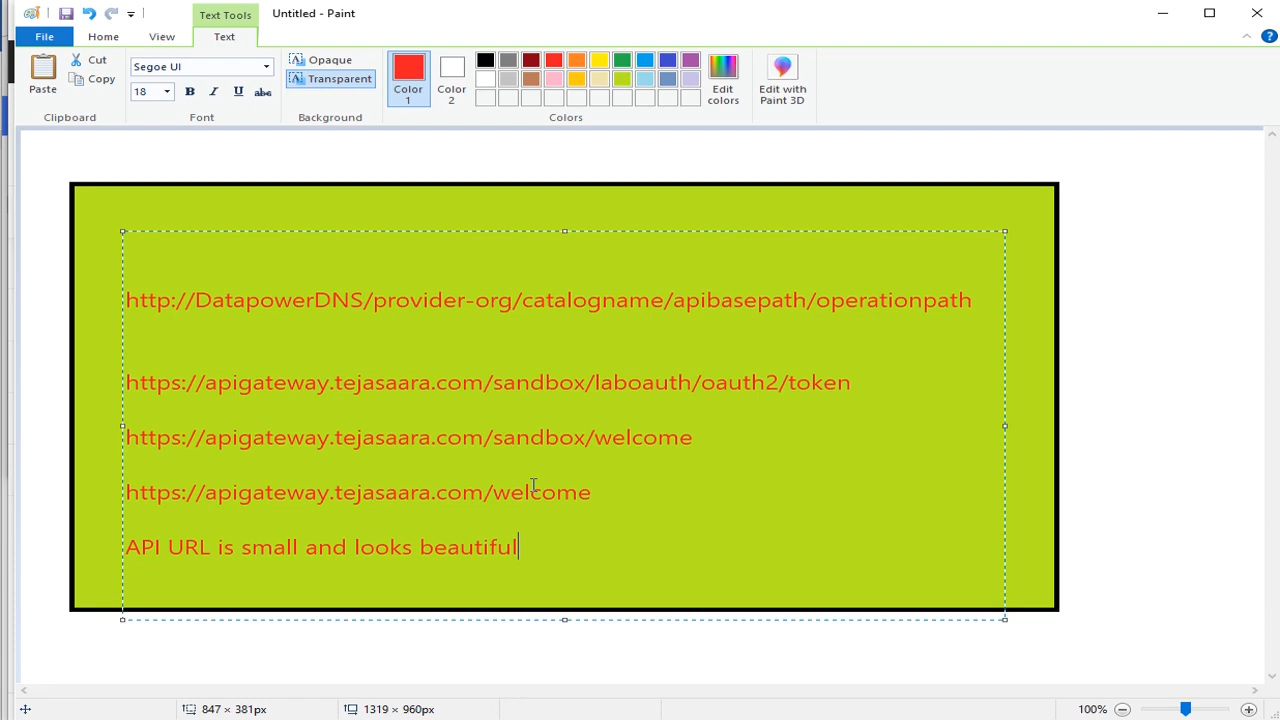 Text Tools
Untitled - Paint
File
Home
View
Text
Paste
Cut
Copy
Clipboard
Segoe UI
18
B
I
U
abc
Font
Opaque
Transparent
Background
Color 1
Color 2
Edit colors
Edit with Paint 3D
Colors
http://DatapowerDNS/provider-org/catalogname/apibasepath/operationpath
https://apigateway.tejasaara.com/sandbox/laboauth/oauth2/token
https://apigateway.tejasaara.com/sandbox/welcome
https://apigateway.tejasaara.com/welcome
API URL is small and looks beautiful
847 × 381px
1319 × 960px
100%